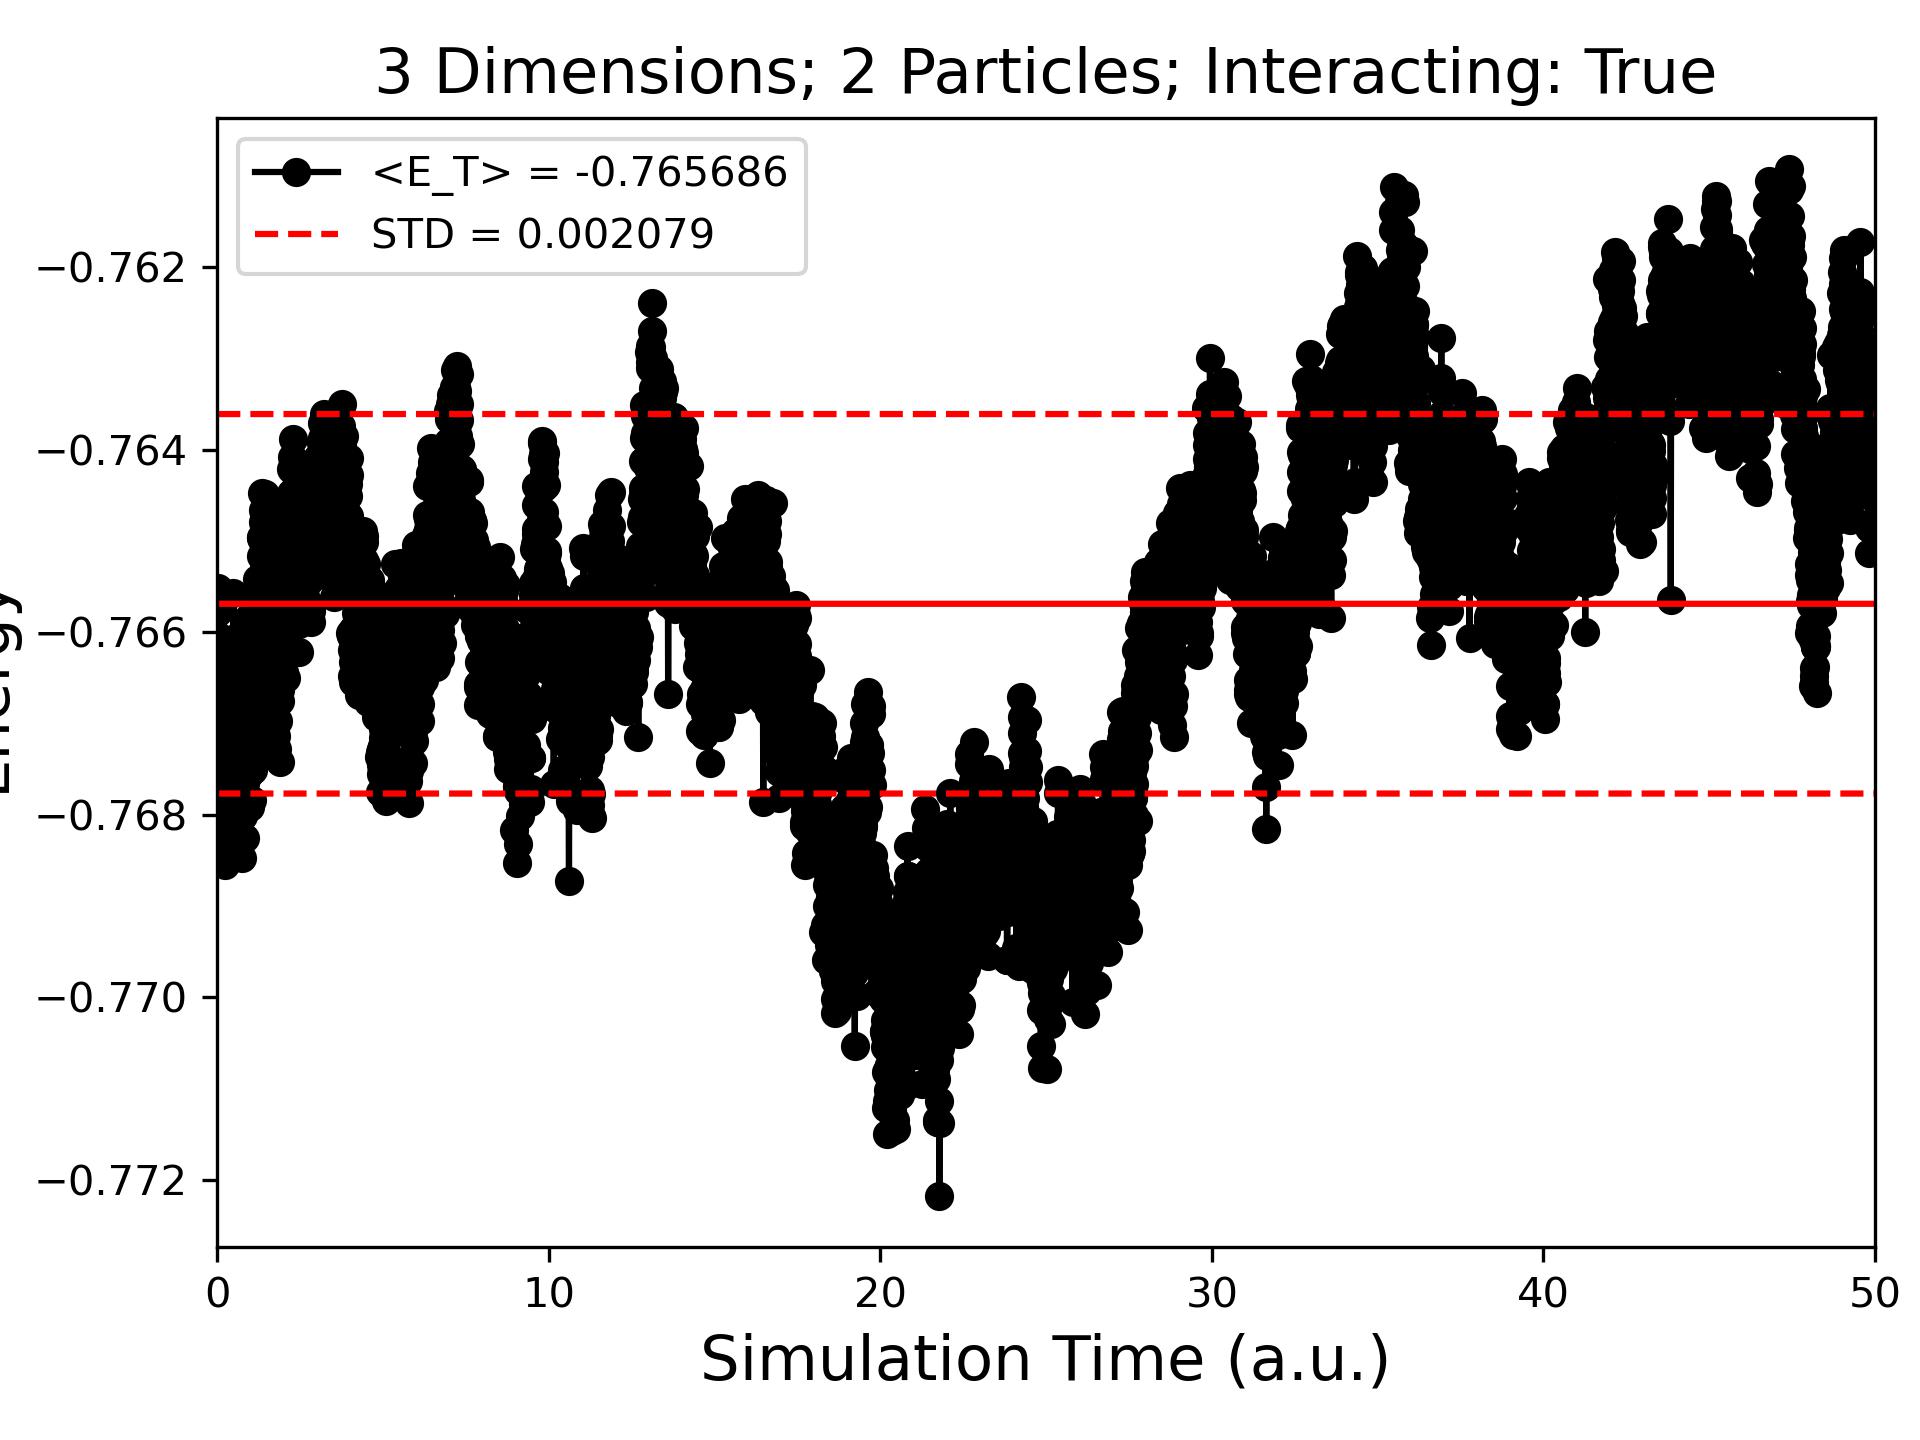 3 Dimensions; 2 Particles; Interacting: True
<E_T> = -0.765686
STD = 0.002079
−0.762
−0.764
−0.766
−0.768
−0.770
−0.772
Energy
0 10 20 30 40 50
Simulation Time (a.u.)